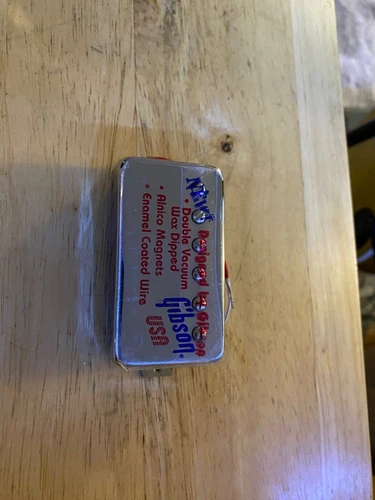 NEW! Designed by Gibson
• Double Vacuum
Wax Dipped
• Alnico Magnets
• Enamel Coated Wire
Gibson
USA